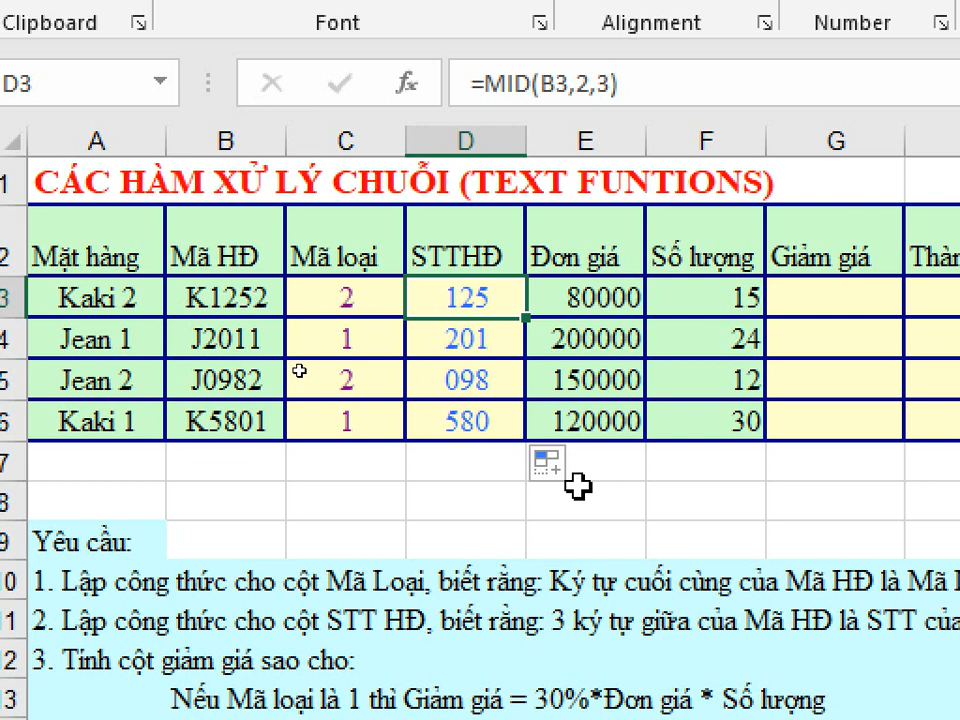 Clipboard Font Alignment Number
D3 fx =MID(B3,2,3)
A B C D E F G
1 CÁC HÀM XỬ LÝ CHUỖI (TEXT FUNTIONS)
2 Mặt hàng Mã HĐ Mã loại STTHĐ Đơn giá Số lượng Giảm giá Thàn
3 Kaki 2 K1252 2 125 80000 15
4 Jean 1 J2011 1 201 200000 24
5 Jean 2 J0982 2 098 150000 12
6 Kaki 1 K5801 1 580 120000 30
7
8
9 Yêu cầu:
10 1. Lập công thức cho cột Mã Loại, biết rằng: Ký tự cuối cùng của Mã HĐ là Mã
11 2. Lập công thức cho cột STT HĐ, biết rằng: 3 ký tự giữa của Mã HĐ là STT của
12 3. Tính cột giảm giá sao cho:
13 Nếu Mã loại là 1 thì Giảm giá = 30%*Đơn giá * Số lượng